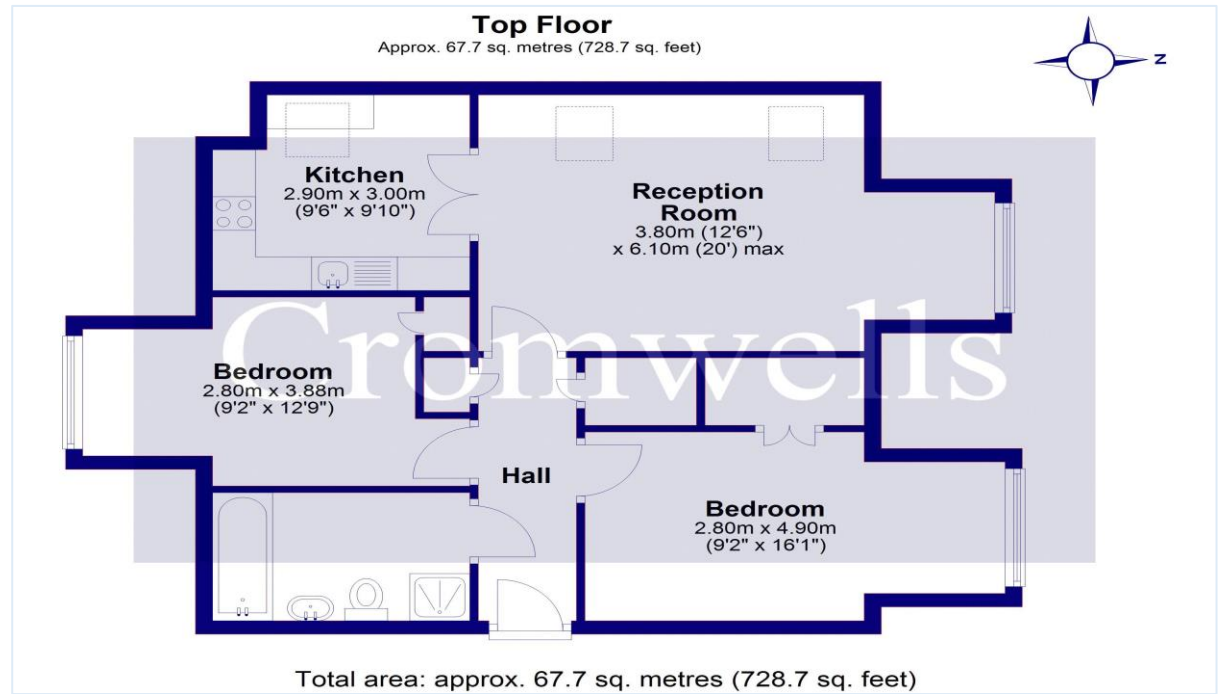 Top Floor
Approx. 67.7 sq. metres (728.7 sq. feet)
N
Kitchen
2.90m x 3.00m
(9'6" x 9'10")
Reception
Room
3.80m (12'6")
x 6.10m (20') max
Cromwells
Bedroom
2.80m x 3.88m
(9'2" x 12'9")
Hall
Bedroom
2.80m x 4.90m
(9'2" x 16'1")
Total area: approx. 67.7 sq. metres (728.7 sq. feet)